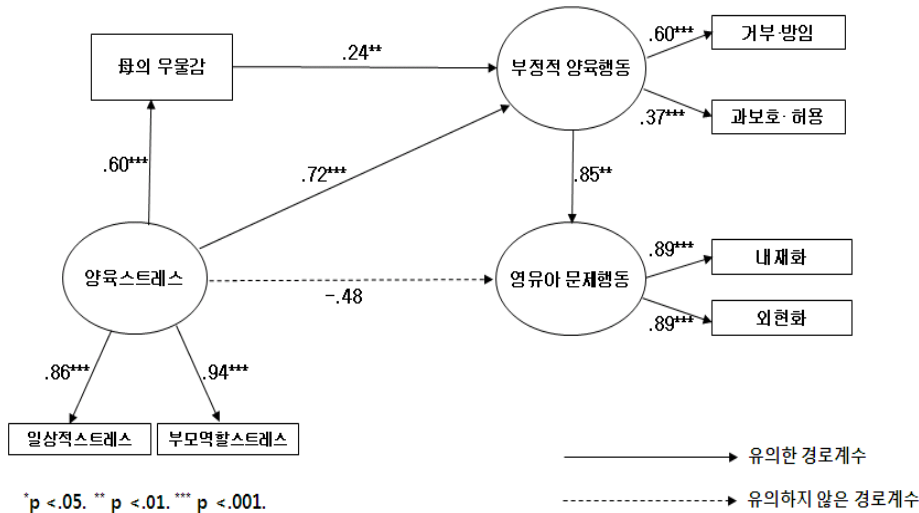 거부·방임
.60***
母의 무울감
.24**
부정적 양육행동
.37***
과보호·허용
.60***
.72***
.85**
양육스트레스
-.48
영유아 문제행동
.89***
내재화
.89***
외현화
.86***
.94***
일상적스트레스
부모역할스트레스
유의한 경로계수
*p <.05. ** p <.01. *** p <.001.
유의하지 않은 경로계수